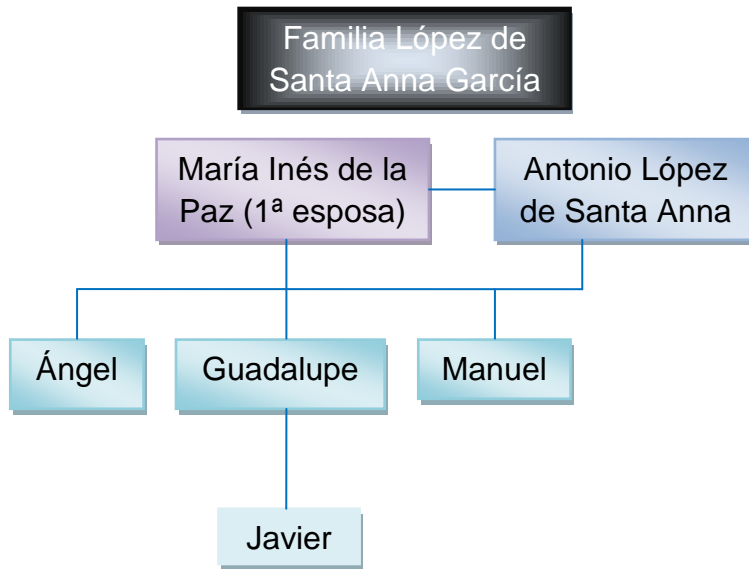 Familia López de
Santa Anna García
María Inés de la
Paz (1ª esposa)
Antonio López
de Santa Anna
Ángel
Guadalupe
Manuel
Javier